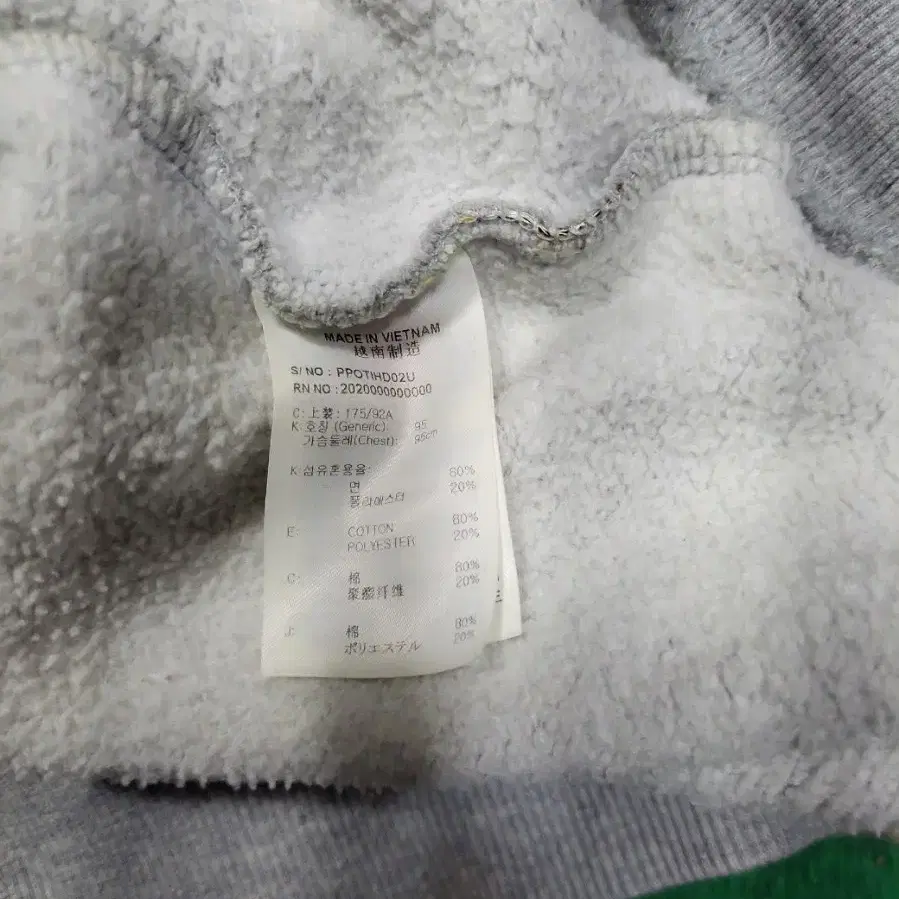 MADE IN VIETNAM
越南制造
S/NO : PPOTIHD02U
RN NO : 2020000000000
C: 上装: 175/92A
K: 호칭 (Generic): 95
가슴둘레(Chest): 95cm
K: 섬유혼용율:
면 80%
폴리에스터 20%
E: COTTON 80%
POLYESTER 20%
C: 棉 80%
聚酯纤维 20%
J: 棉 80%
ポリエステル 20%